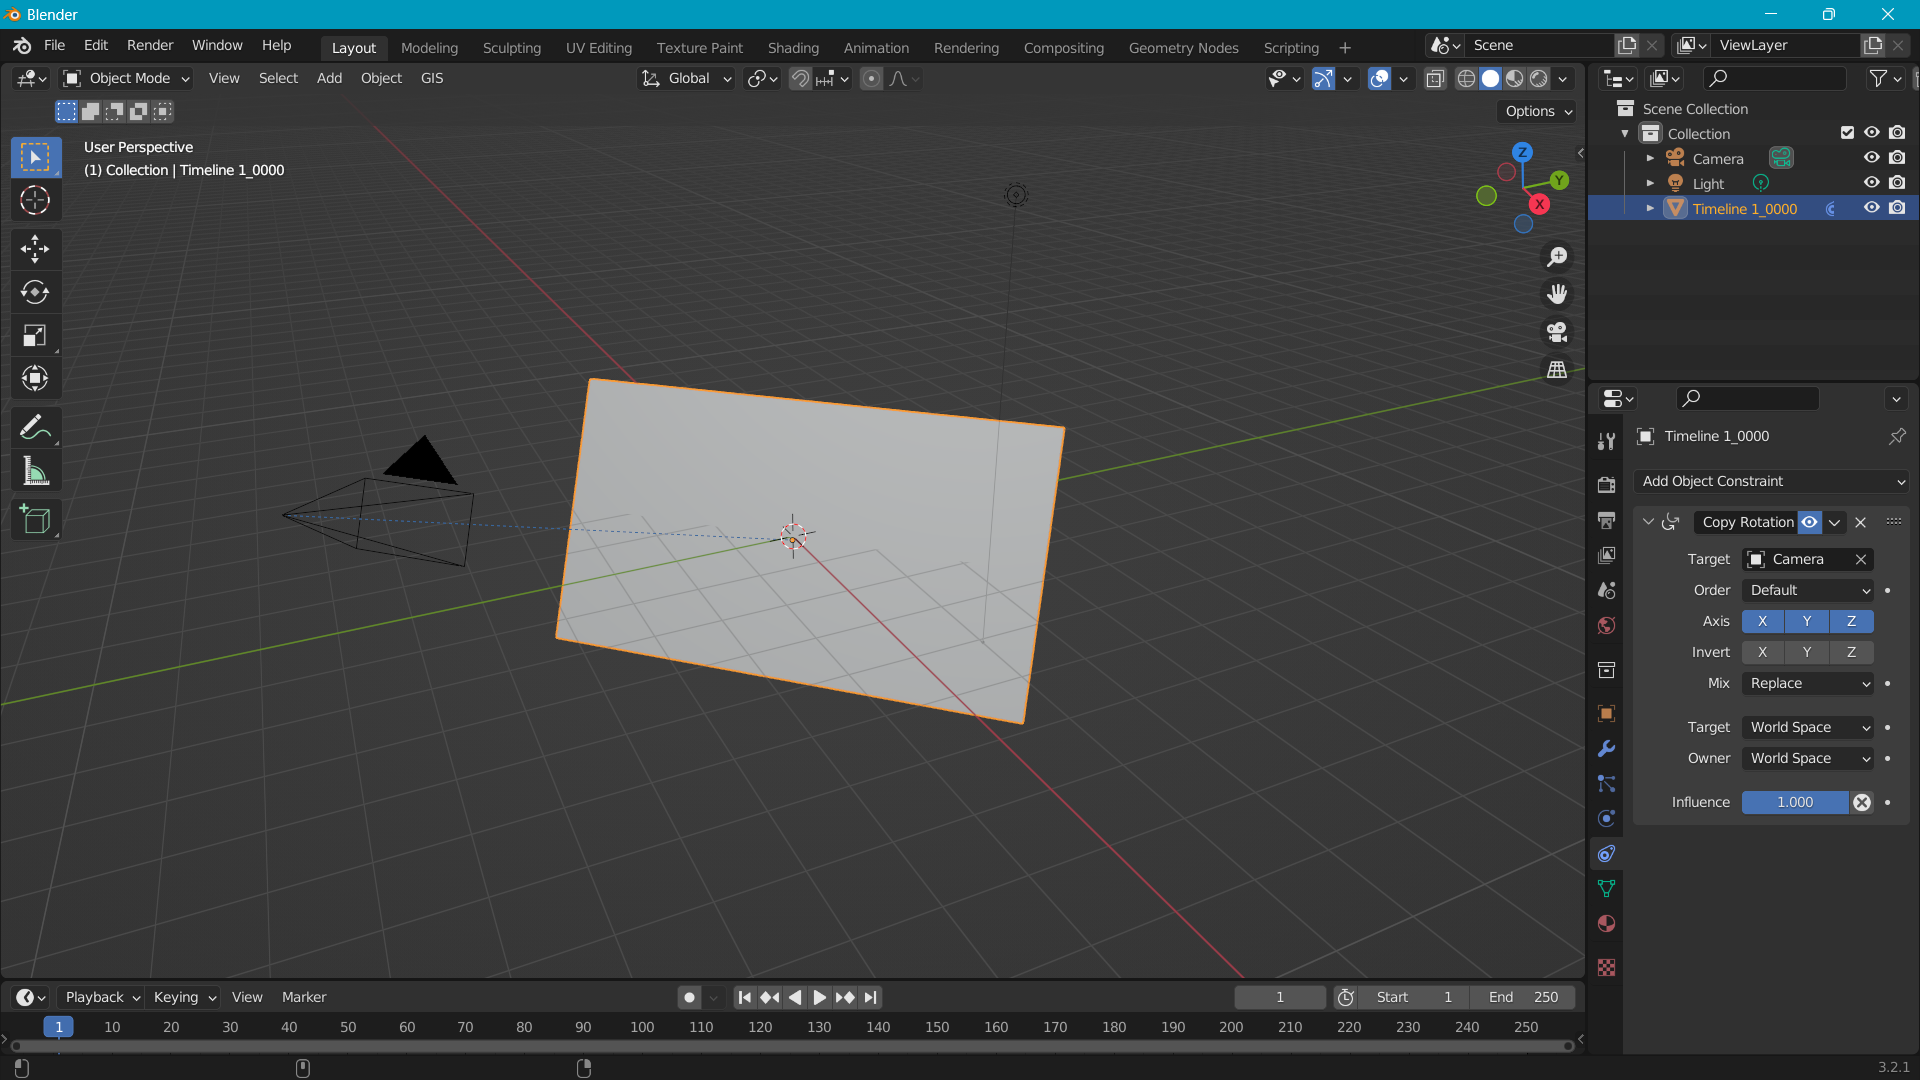 Blender
File Edit Render Window Help Layout Modeling Sculpting UV Editing Texture Paint Shading Animation Rendering Compositing Geometry Nodes Scripting + Scene ViewLayer
Object Mode View Select Add Object GIS Global
Options
User Perspective
(1) Collection | Timeline 1_0000
Z
Y
X
Scene Collection
Collection
Camera
Light
Timeline 1_0000
Timeline 1_0000
Add Object Constraint
Copy Rotation
Target Camera
Order Default
Axis X Y Z
Invert X Y Z
Mix Replace
Target World Space
Owner World Space
Influence 1.000
Playback Keying View Marker 1 Start 1 End 250
1 10 20 30 40 50 60 70 80 90 100 110 120 130 140 150 160 170 180 190 200 210 220 230 240 250
3.2.1